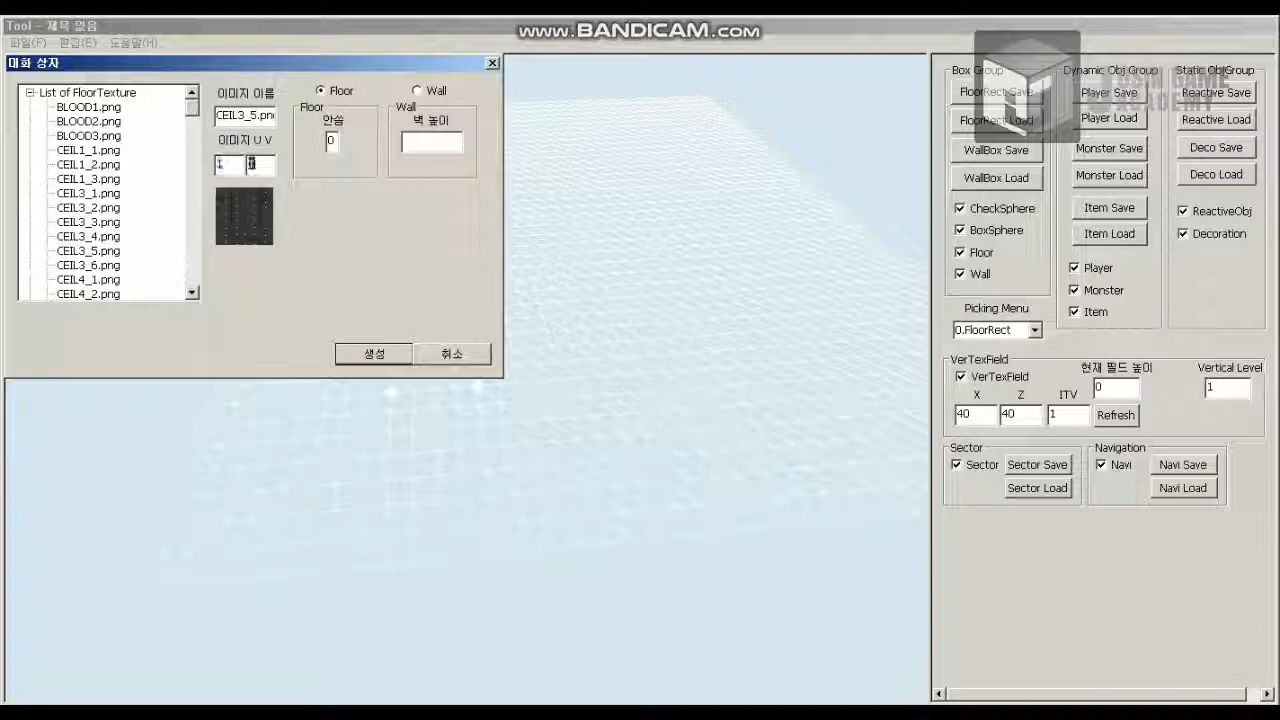 Tool - 제목 없음
www.BANDICAM.com
파일(F) 편집(E) 도움말(H)
대화 상자
List of FloorTexture
BLOOD1.png
BLOOD2.png
BLOOD3.png
CEIL1_1.png
CEIL1_2.png
CEIL1_3.png
CEIL3_1.png
CEIL3_2.png
CEIL3_3.png
CEIL3_4.png
CEIL3_5.png
CEIL3_6.png
CEIL4_1.png
CEIL4_2.png
이미지 이름
CEIL3_5.pn
이미지 U V
Floor
Wall
Floor
안씀
0
Wall
벽 높이
생성
취소
Box Group
FloorRect Save
FloorRect Load
WallBox Save
WallBox Load
CheckSphere
BoxSphere
Floor
Wall
Dynamic Obj Group
Player Save
Player Load
Monster Save
Monster Load
Item Save
Item Load
Player
Monster
Item
Static ObjGroup
Reactive Save
Reactive Load
Deco Save
Deco Load
ReactiveObj
Decoration
Picking Menu
0.FloorRect
VerTexField
VerTexField
현재 필드 높이
Vertical Level
0
1
X Z ITV
40 40 1 Refresh
Sector
Sector
Sector Save
Sector Load
Navigation
Navi
Navi Save
Navi Load